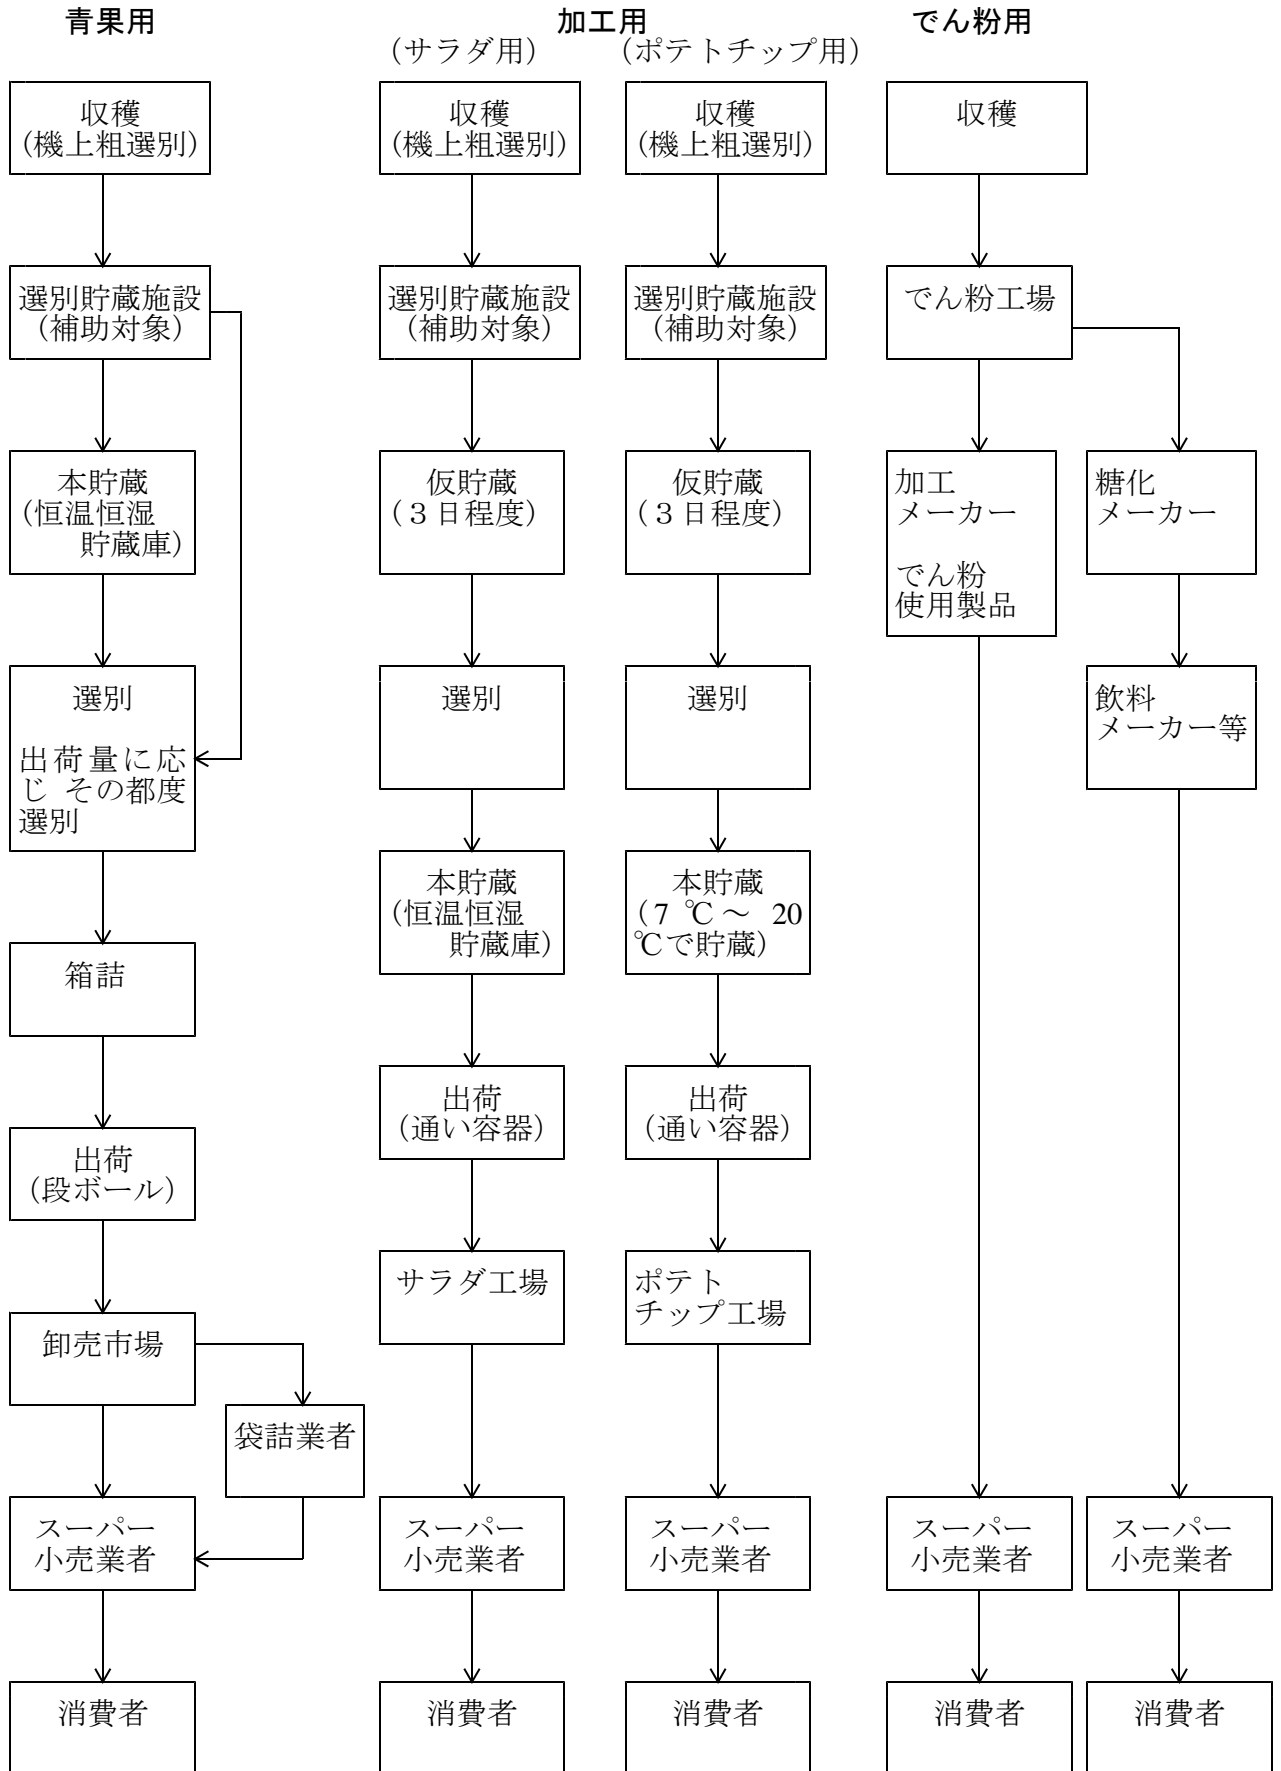 青果用
収穫
(機上粗選別)
選別貯蔵施設
(補助対象)
本貯蔵
(恒温恒湿
貯蔵庫)
選別
出荷量に応
じ その都度
選別
箱詰
出荷
(段ボール)
卸売市場
袋詰業者
スーパー
小売業者
消費者
加工用
(サラダ用)
収穫
(機上粗選別)
選別貯蔵施設
(補助対象)
仮貯蔵
(3日程度)
選別
本貯蔵
(恒温恒湿
貯蔵庫)
出荷
(通い容器)
サラダ工場
スーパー
小売業者
消費者
(ポテトチップ用)
収穫
(機上粗選別)
選別貯蔵施設
(補助対象)
仮貯蔵
(3日程度)
選別
本貯蔵
(7 ℃~ 20
℃で貯蔵)
出荷
(通い容器)
ポテト
チップ工場
スーパー
小売業者
消費者
でん粉用
収穫
でん粉工場
加工
メーカー
でん粉
使用製品
スーパー
小売業者
消費者
糖化
メーカー
飲料
メーカー等
スーパー
小売業者
消費者